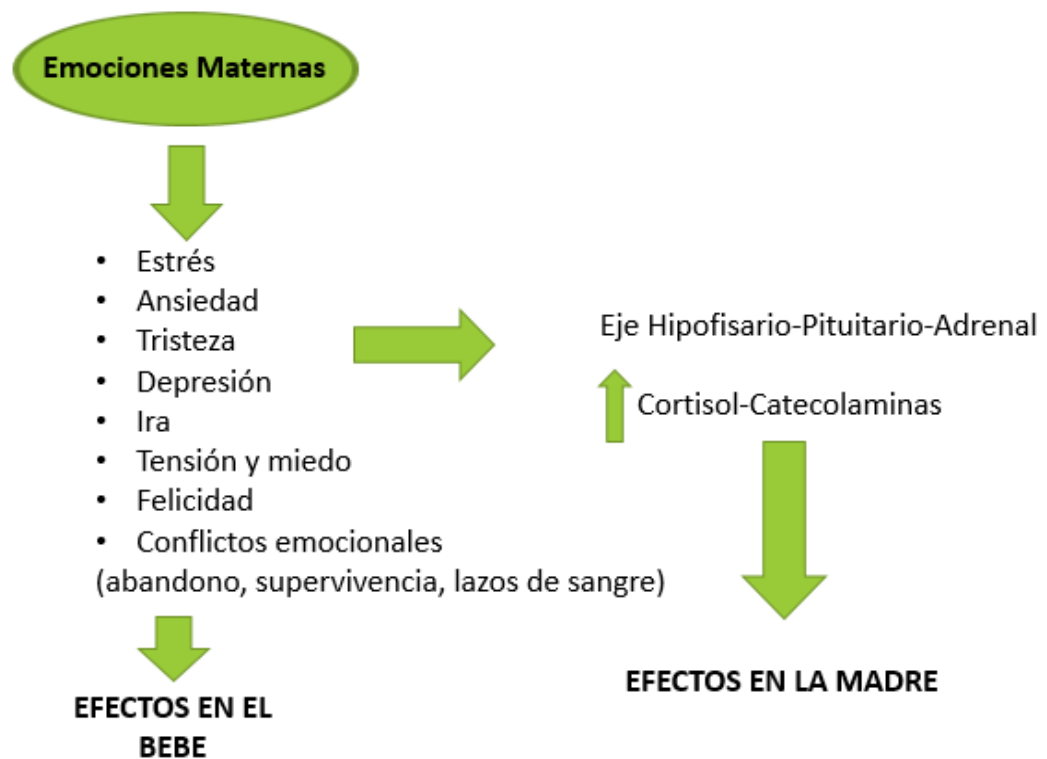 Emociones Maternas
• Estrés
• Ansiedad
• Tristeza
• Depresión
• Ira
• Tensión y miedo
• Felicidad
• Conflictos emocionales
(abandono, supervivencia, lazos de sangre)
Eje Hipofisario-Pituitario-Adrenal
Cortisol-Catecolaminas
EFECTOS EN EL
BEBE
EFECTOS EN LA MADRE